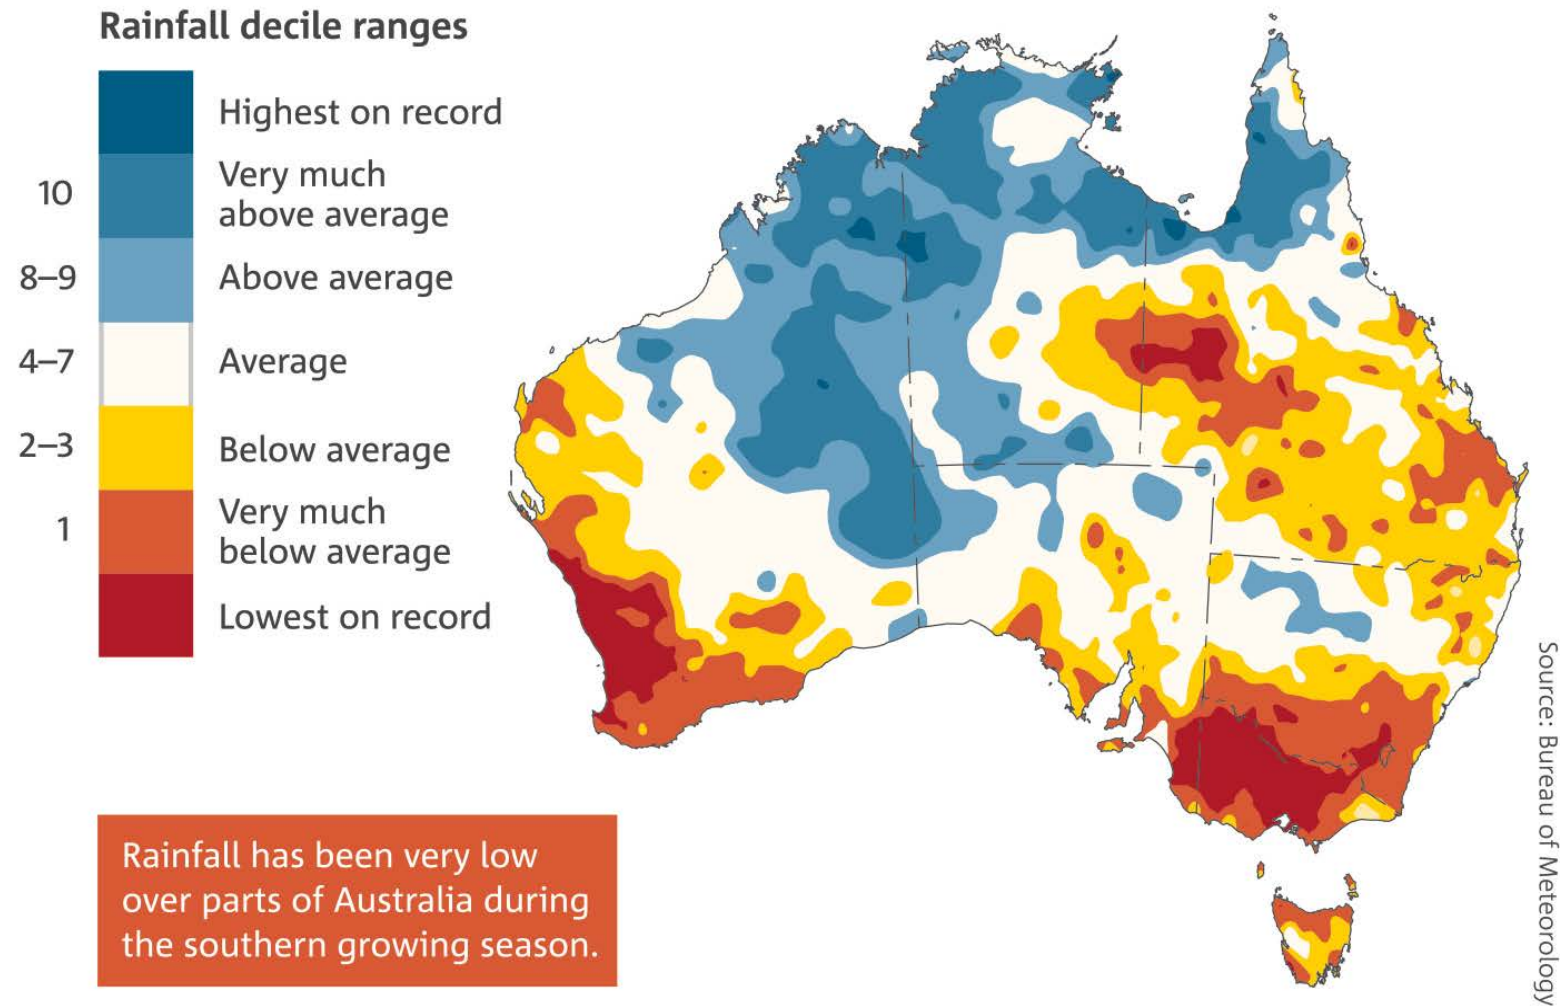 Rainfall decile ranges
Highest on record
10
Very much
above average
8–9
Above average
4–7
Average
2–3
Below average
1
Very much
below average
Lowest on record
Rainfall has been very low
over parts of Australia during
the southern growing season.
Source: Bureau of Meteorology